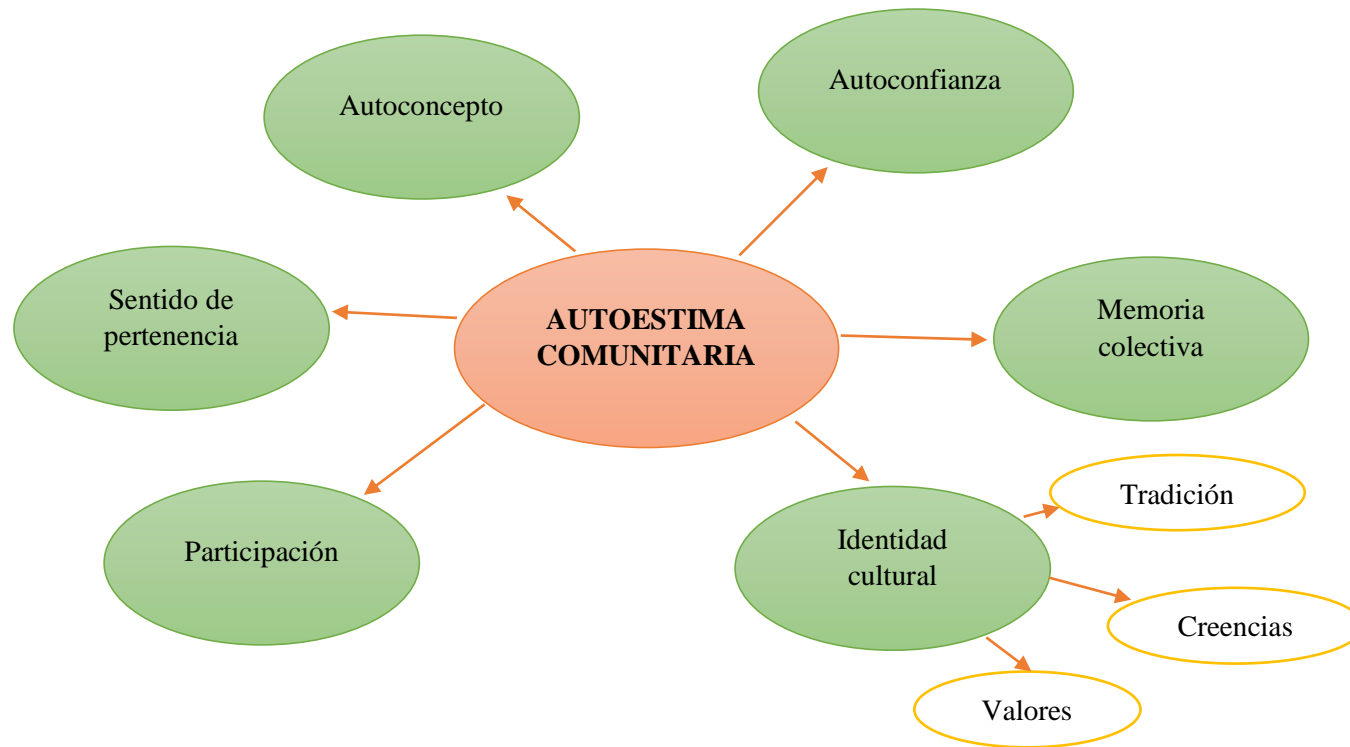 Autoconcepto
Autoconfianza
Sentido de
pertenencia
AUTOESTIMA
COMUNITARIA
Memoria
colectiva
Participación
Identidad
cultural
Tradición
Creencias
Valores